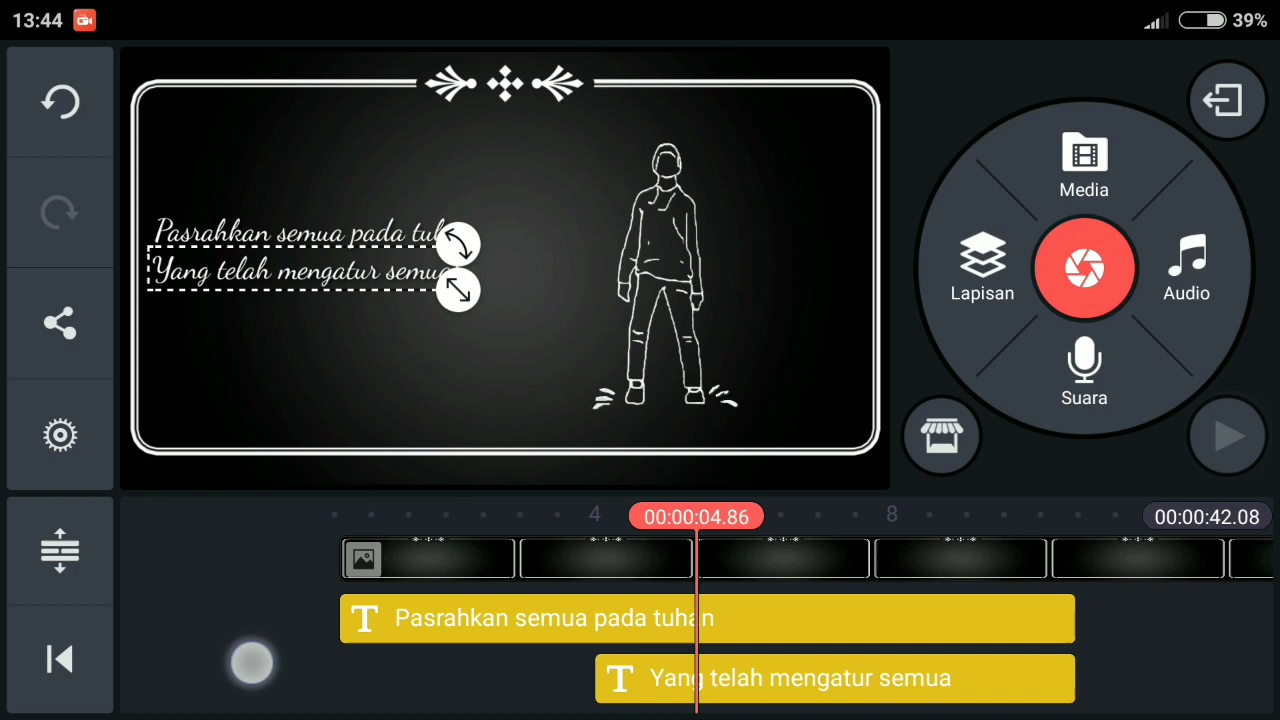 13:44
39%
Pasrahkan semua pada tuh
Yang telah mengatur semua
Media
Lapisan
Audio
Suara
4
00:00:04.86
8
00:00:42.08
Pasrahkan semua pada tuhan
Yang telah mengatur semua